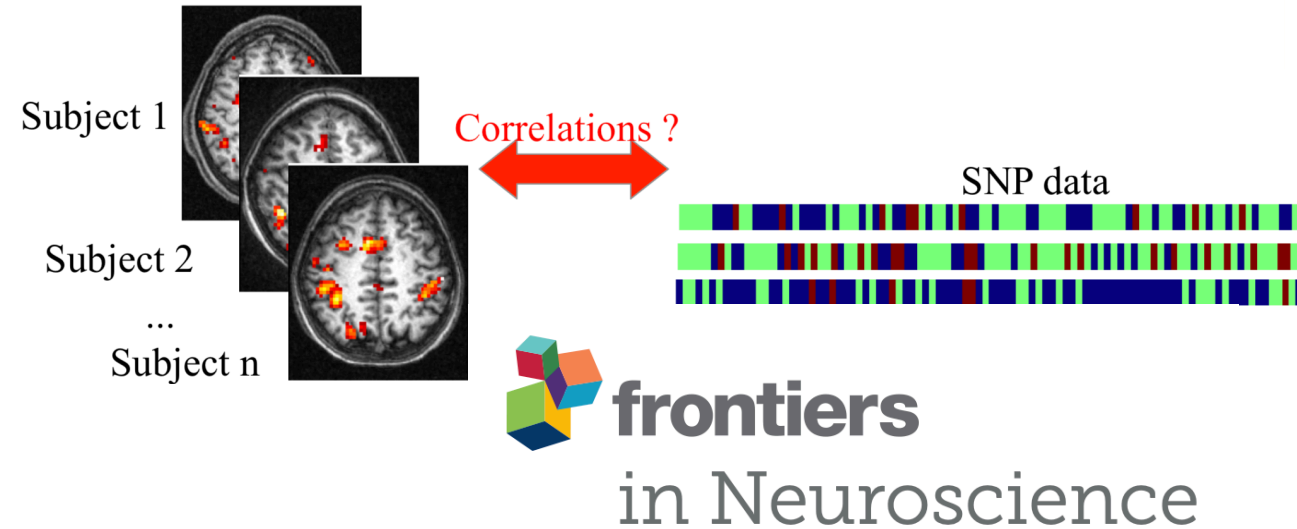 Subject 1
Correlations ?
SNP data
Subject 2
...
Subject n
frontiers
in Neuroscience